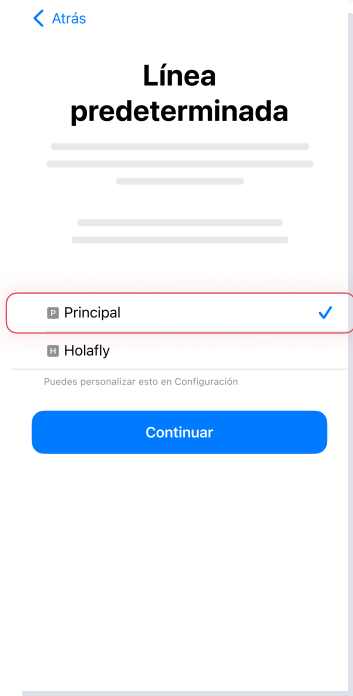 Atrás
Línea
predeterminada
P Principal
H Holafly
Puedes personalizar esto en Configuración
Continuar